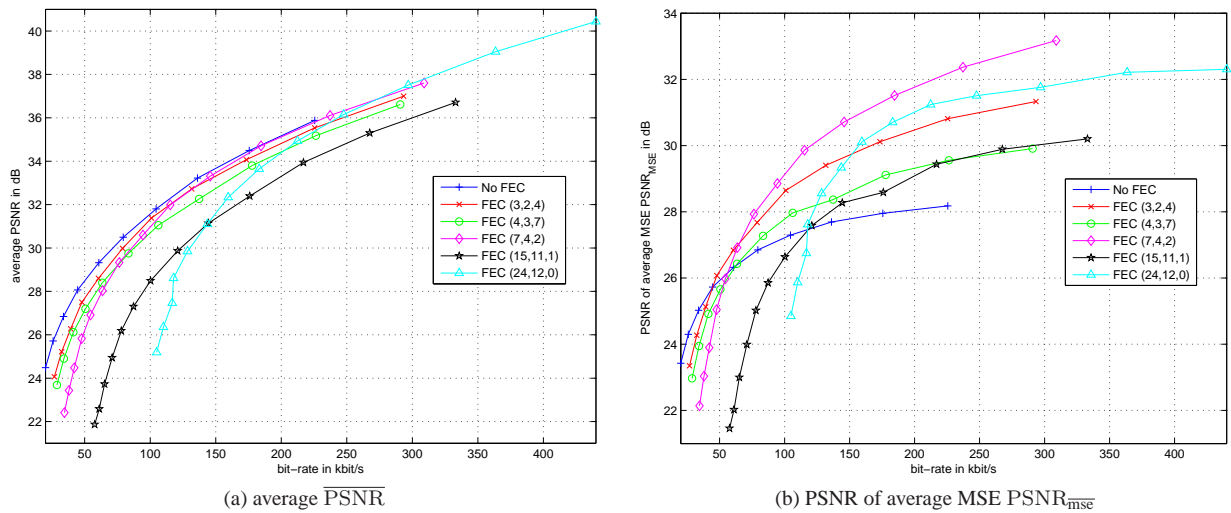 40
38
36
34
32
30
28
26
24
22
average PSNR in dB
50 100 150 200 250 300 350 400
bit−rate in kbit/s
No FEC
FEC (3,2,4)
FEC (4,3,7)
FEC (7,4,2)
FEC (15,11,1)
FEC (24,12,0)
(a) average PSNR
34
32
30
28
26
24
22
PSNR of average MSE PSNR_MSE in dB
50 100 150 200 250 300 350 400
bit−rate in kbit/s
No FEC
FEC (3,2,4)
FEC (4,3,7)
FEC (7,4,2)
FEC (15,11,1)
FEC (24,12,0)
(b) PSNR of average MSE PSNR_mse